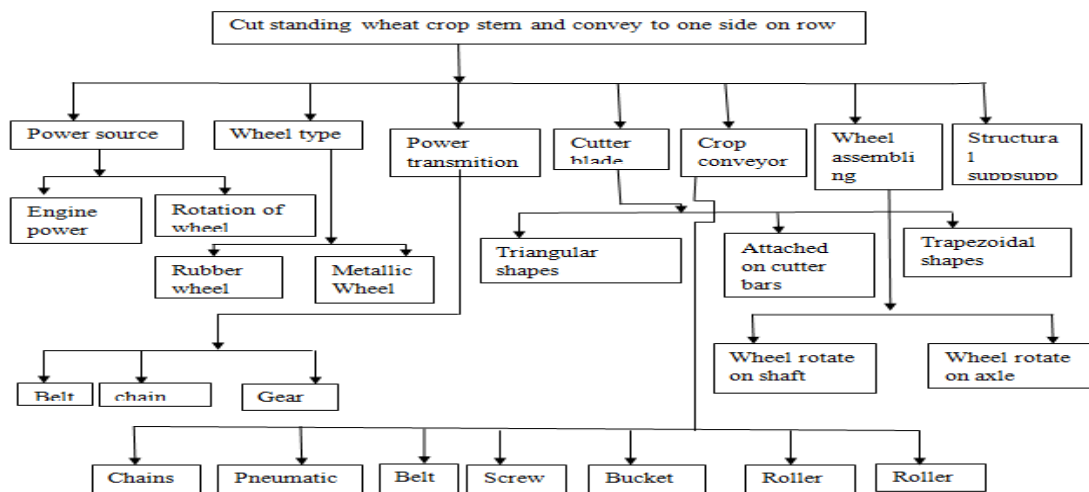 Cut standing wheat crop stem and convey to one side on row
Power source
Wheel type
Power
transmition
Cutter
blade
Crop
conveyor
Wheel
assembli
ng
Structura
l
suppsupp
Engine
power
Rotation of
wheel
Rubber
wheel
Metallic
Wheel
Triangular
shapes
Attached
on cutter
bars
Trapezoidal
shapes
Wheel rotate
on shaft
Wheel rotate
on axle
Belt
chain
Gear
Chains
Pneumatic
Belt
Screw
Bucket
Roller
Roller